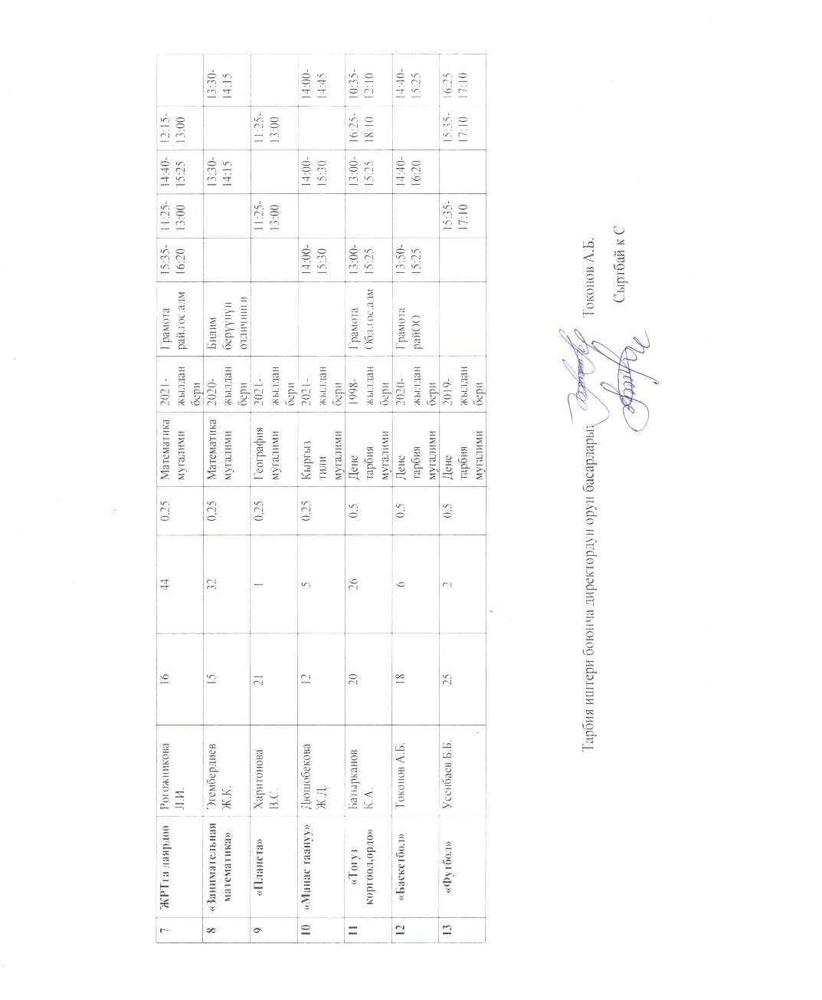 7 ЖРТга даярдоо Рогожникова Л.И. 16 44 0,25 Математика мугалими 2021-жылдан бери Грамота рай.гос.адм 15:35-16:20 11:25-13:00 14:40-15:25 12:15-13:00
8 «Занимательная математика» Эгембердиев Ж.К. 15 32 0,25 Математика мугалими 2020-жылдан бери Билим берүүнүн отличниги 13:30-14:15 13:30-14:15
9 «Планета» Харитонова В.С. 21 1 0,25 География мугалими 2021-жылдан бери 11:25-13:00 11:25-13:00
10 «Манас таануу» Дюшобекова Ж.Д. 12 5 0,25 Кыргыз тили мугалими 2021-жылдан бери 14:00-15:30 14:00-15:30 14:00-14:45
11 «Тогуз коргоол,ордо» Батырканов К.А. 20 26 0,5 Дене тарбия мугалими 1998-жылдан бери Грамота Обл.гос.адм 13:00-15:25 13:00-15:25 16:25-18:10 10:35-12:10
12 «Баскетбол» Токонов А.Б. 18 6 0,5 Дене тарбия мугалими 2020-жылдан бери Грамота райОО 13:50-15:25 14:40-16:20 14:40-15:25
13 «Футбол» Усенбаев Б.Б. 25 2 0,5 Дене тарбия мугалими 2019-жылдан бери 15:35-17:10 15:35-17:10 16:25 17:10
Тарбия иштери боюнча директордун орун басарлары: Токонов А.Б.
Сыртбай к С